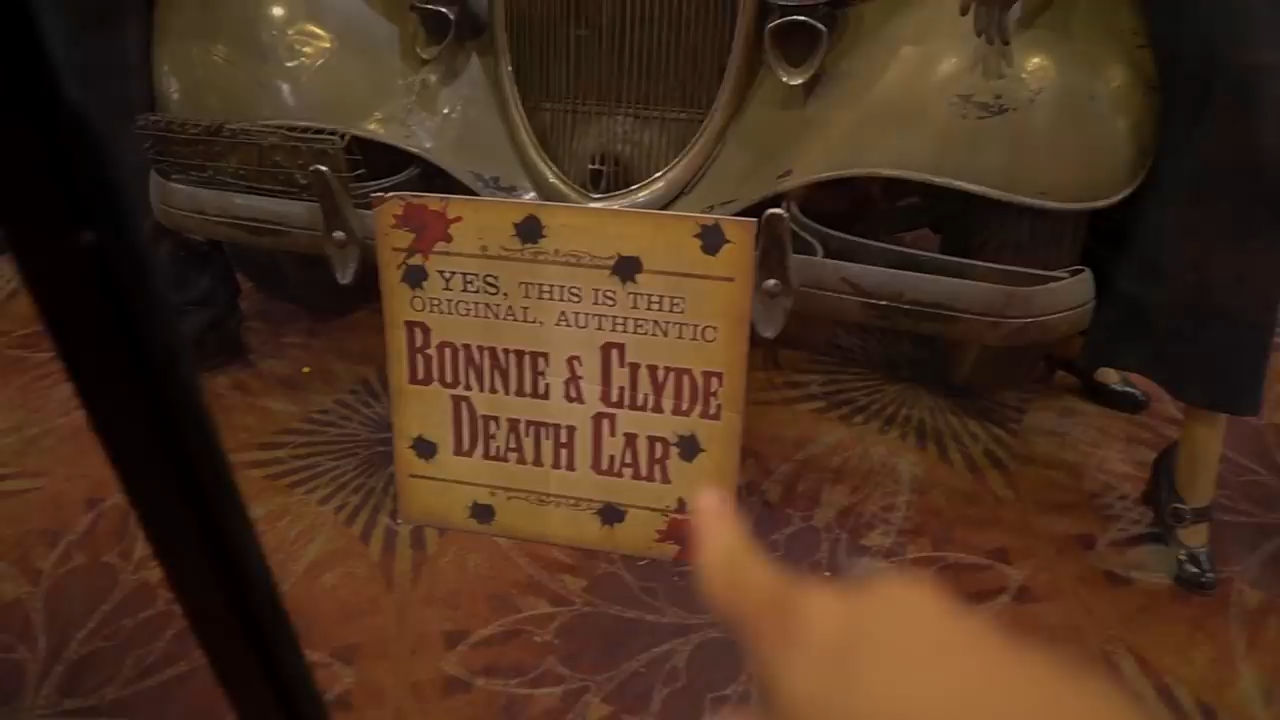 YES, THIS IS THE
ORIGINAL, AUTHENTIC
BONNIE & CLYDE
DEATH CAR